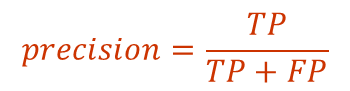 precision = TP / TP + FP